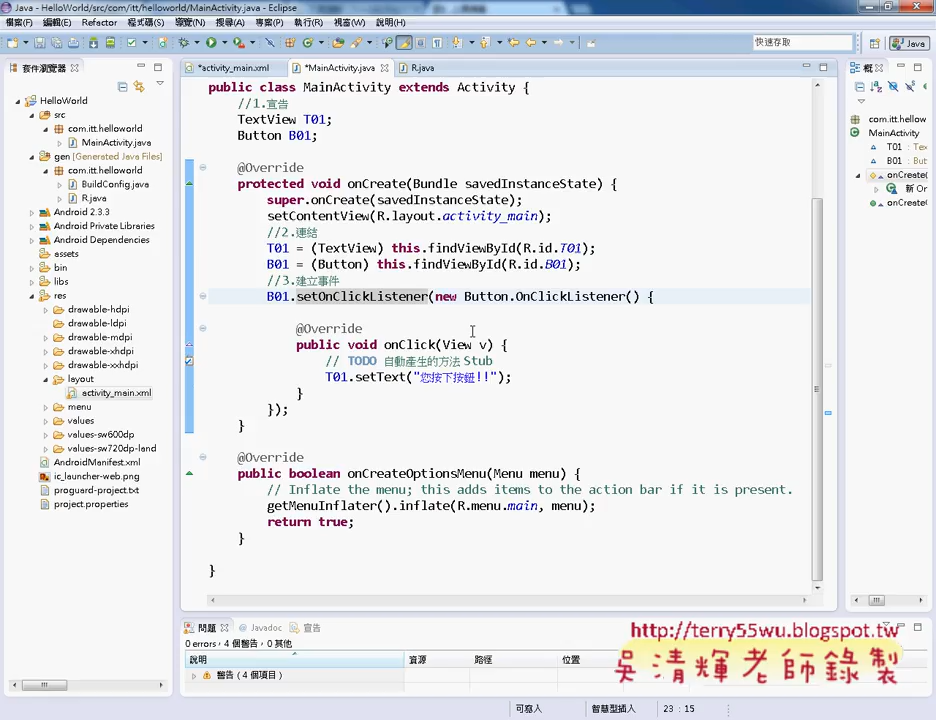 Java - HelloWorld/src/com/itt/helloworld/MainActivity.java - Eclipse
檔案(F) 編輯(E) Refactor 程式碼(S) 導覽(N) 搜尋(A) 專案(P) 執行(R) 視窗(W) 說明(H)
快速存取
Java
套件瀏覽器
HelloWorld
src
com.itt.helloworld
MainActivity.java
gen [Generated Java Files]
com.itt.helloworld
BuildConfig.java
R.java
Android 2.3.3
Android Private Libraries
Android Dependencies
assets
bin
libs
res
drawable-hdpi
drawable-ldpi
drawable-mdpi
drawable-xhdpi
drawable-xxhdpi
layout
activity_main.xml
menu
values
values-sw600dp
values-sw720dp-land
AndroidManifest.xml
ic_launcher-web.png
proguard-project.txt
project.properties
*activity_main.xml *MainActivity.java R.java
public class MainActivity extends Activity {
//1.宣告
TextView T01;
Button B01;
@Override
protected void onCreate(Bundle savedInstanceState) {
super.onCreate(savedInstanceState);
setContentView(R.layout.activity_main);
//2.連結
T01 = (TextView) this.findViewById(R.id.T01);
B01 = (Button) this.findViewById(R.id.B01);
//3.建立事件
B01.setOnClickListener(new Button.OnClickListener() {
@Override
public void onClick(View v) {
// TODO 自動產生的方法 Stub
T01.setText("您按下按鈕!!");
}
});
}
@Override
public boolean onCreateOptionsMenu(Menu menu) {
// Inflate the menu; this adds items to the action bar if it is present.
getMenuInflater().inflate(R.menu.main, menu);
return true;
}
}
概
com.itt.hellow
MainActivity
T01 : Tex
B01 : But
onCreate(
新 Ol
onCreate(
問題 Javadoc 宣告
0 errors，4 個警告，0 其他
說明 資源 路徑 位置
警告 (4 個項目)
http://terry55wu.blogspot.tw
吳清輝老師錄製
可寫入 智慧型插入 23 : 15